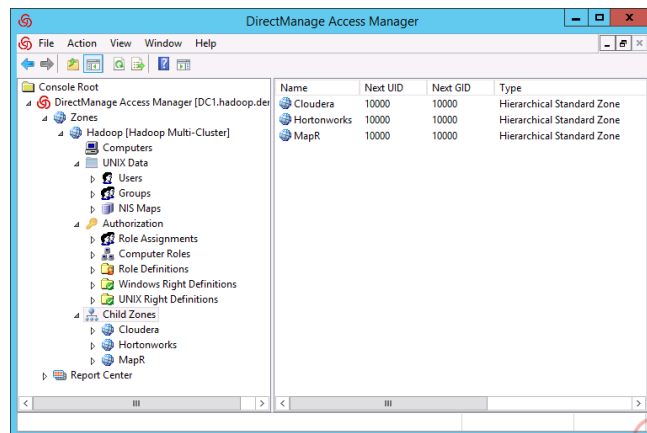 DirectManage Access Manager
File Action View Window Help
Console Root
DirectManage Access Manager [DC1.hadoop.der
Zones
Hadoop [Hadoop Multi-Cluster]
Computers
UNIX Data
Users
Groups
NIS Maps
Authorization
Role Assignments
Computer Roles
Role Definitions
Windows Right Definitions
UNIX Right Definitions
Child Zones
Cloudera
Hortonworks
MapR
Report Center
Name Next UID Next GID Type
Cloudera 10000 10000 Hierarchical Standard Zone
Hortonworks 10000 10000 Hierarchical Standard Zone
MapR 10000 10000 Hierarchical Standard Zone